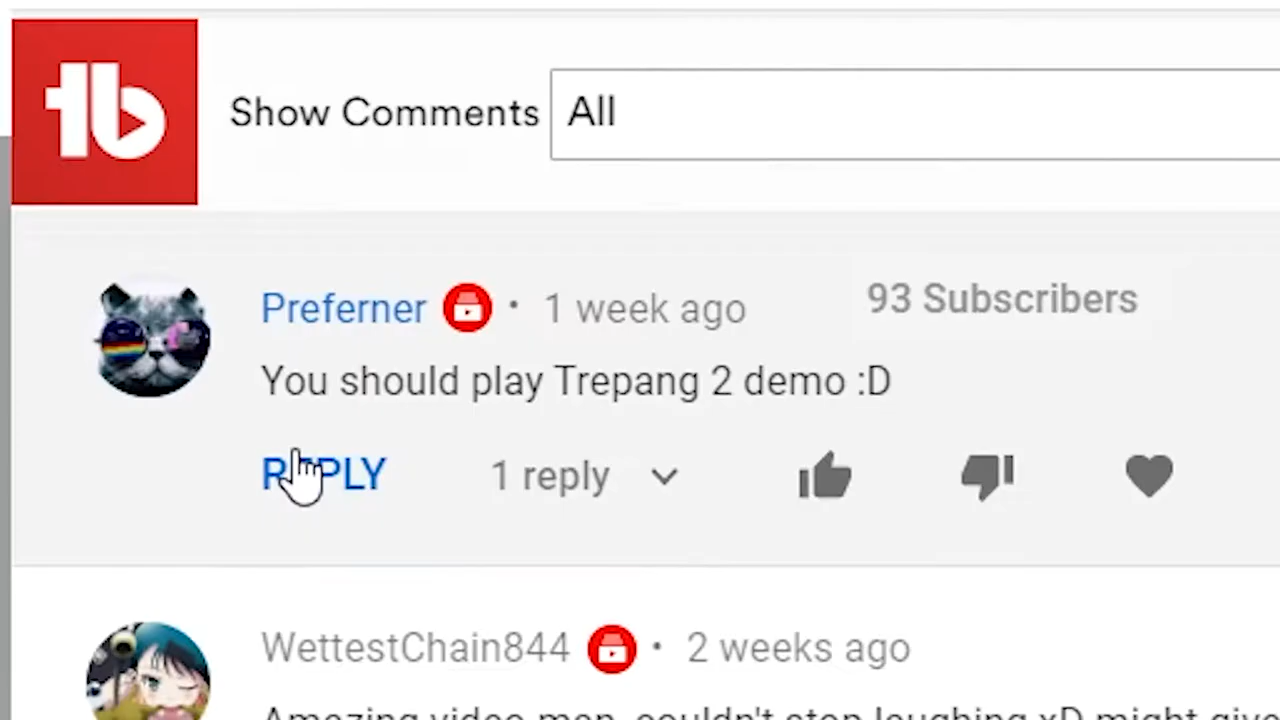 tb
Show Comments All
Preferner • 1 week ago 93 Subscribers
You should play Trepang 2 demo :D
REPLY 1 reply
WettestChain844 • 2 weeks ago
Amazing video man, couldn't stop laughing xD might give